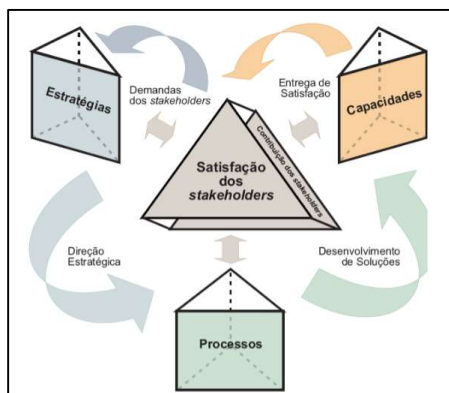 Estratégias
Demandas
dos stakeholders
Entrega de
Satisfação
Capacidades
Satisfação
dos
stakeholders
Contribuição dos stakeholders
Direção
Estratégica
Desenvolvimento
de Soluções
Processos